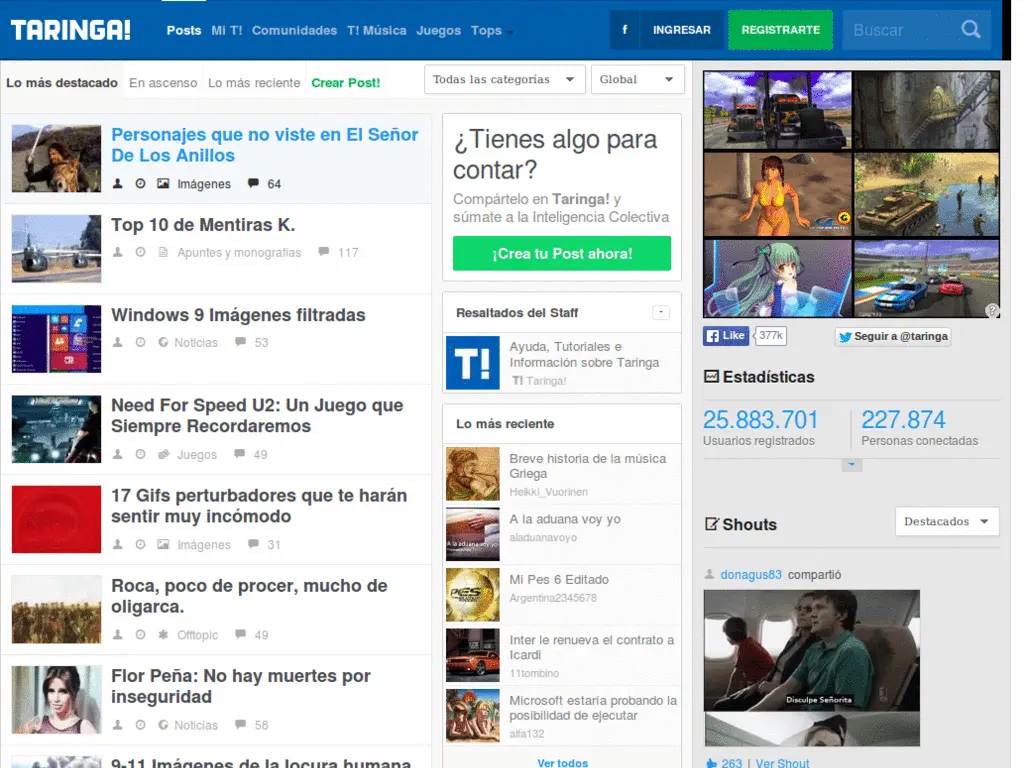 TARINGA!
Posts Mi T! Comunidades T! Música Juegos Tops
f INGRESAR REGISTRARTE Buscar
Lo más destacado En ascenso Lo más reciente Crear Post!
Todas las categorías Global
Personajes que no viste en El Señor
De Los Anillos
Imágenes 64
Top 10 de Mentiras K.
Apuntes y monografias 117
Windows 9 Imágenes filtradas
Noticias 53
Need For Speed U2: Un Juego que
Siempre Recordaremos
Juegos 49
17 Gifs perturbadores que te harán
sentir muy incómodo
Imágenes 31
Roca, poco de procer, mucho de
oligarca.
Offtopic 49
Flor Peña: No hay muertes por
inseguridad
Noticias 58
9-11 Imágenes de la locura humana
¿Tienes algo para
contar?
Compártelo en Taringa! y
súmate a la Inteligencia Colectiva
¡Crea tu Post ahora!
Resaltados del Staff -
T!
Ayuda, Tutoriales e
Información sobre Taringa
T! Taringa!
Lo más reciente
Breve historia de la música
Griega
Heikki_Vuorinen
A la aduana voy yo
aladuanavoyo
A la aduana voy yo
Mi Pes 6 Editado
Argentina2345678
PES
Inter le renueva el contrato a
Icardi
11tombino
Microsoft estaría probando la
posibilidad de ejecutar
alfa132
Ver todos
?
Like 377k
Seguir a @taringa
Estadísticas
25.883.701 227.874
Usuarios registrados Personas conectadas
Shouts Destacados
donagus83 compartió
Disculpe Señorita
263 | Ver Shout